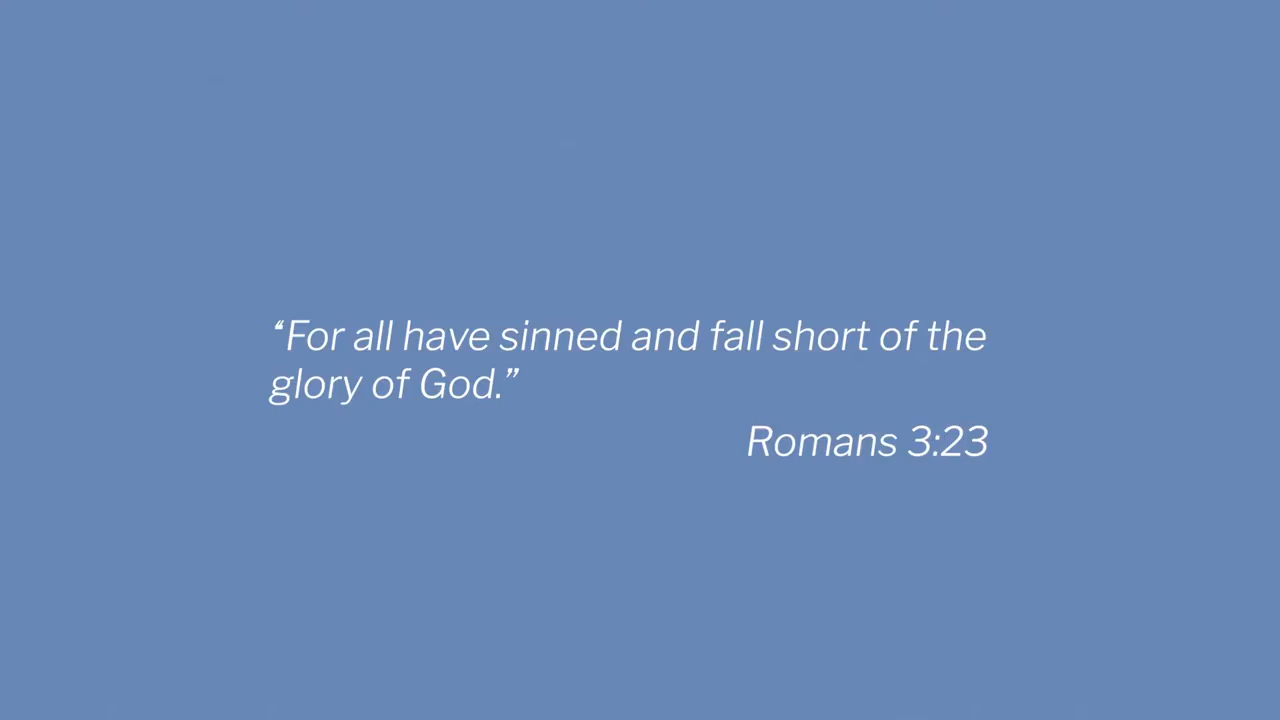 “For all have sinned and fall short of the
glory of God.”
Romans 3:23